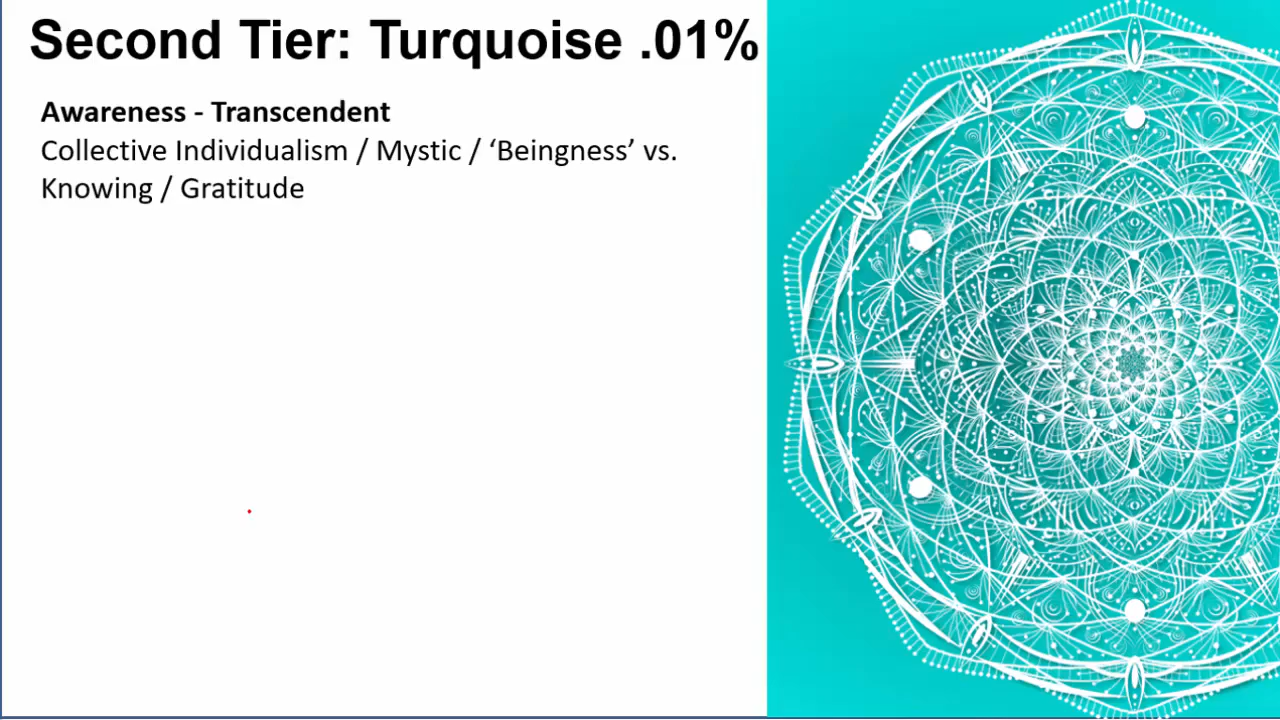 Second Tier: Turquoise .01%
Awareness - Transcendent
Collective Individualism / Mystic / ‘Beingness’ vs.
Knowing / Gratitude